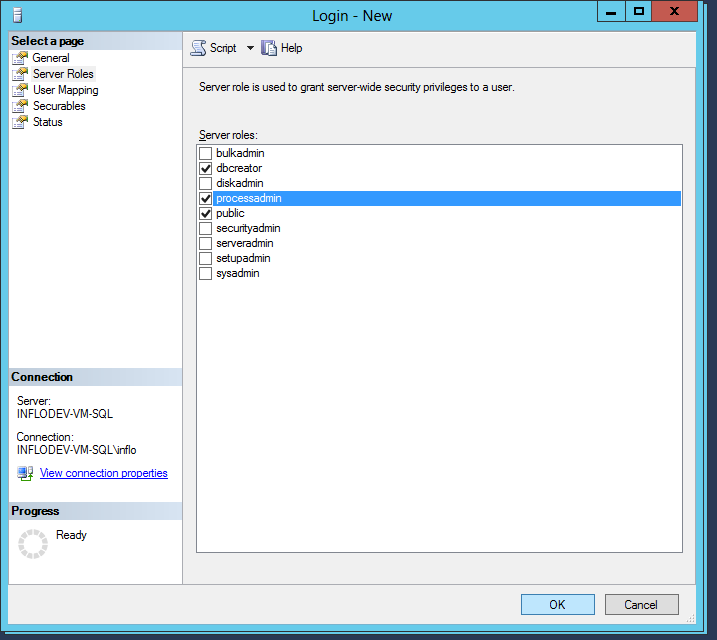 Login - New
Select a page
General
Server Roles
User Mapping
Securables
Status
Script
Help
Server role is used to grant server-wide security privileges to a user.
Server roles:
bulkadmin
dbcreator
diskadmin
processadmin
public
securityadmin
serveradmin
setupadmin
sysadmin
Connection
Server:
INFLODEV-VM-SQL
Connection:
INFLODEV-VM-SQL\inflo
View connection properties
Progress
Ready
OK
Cancel